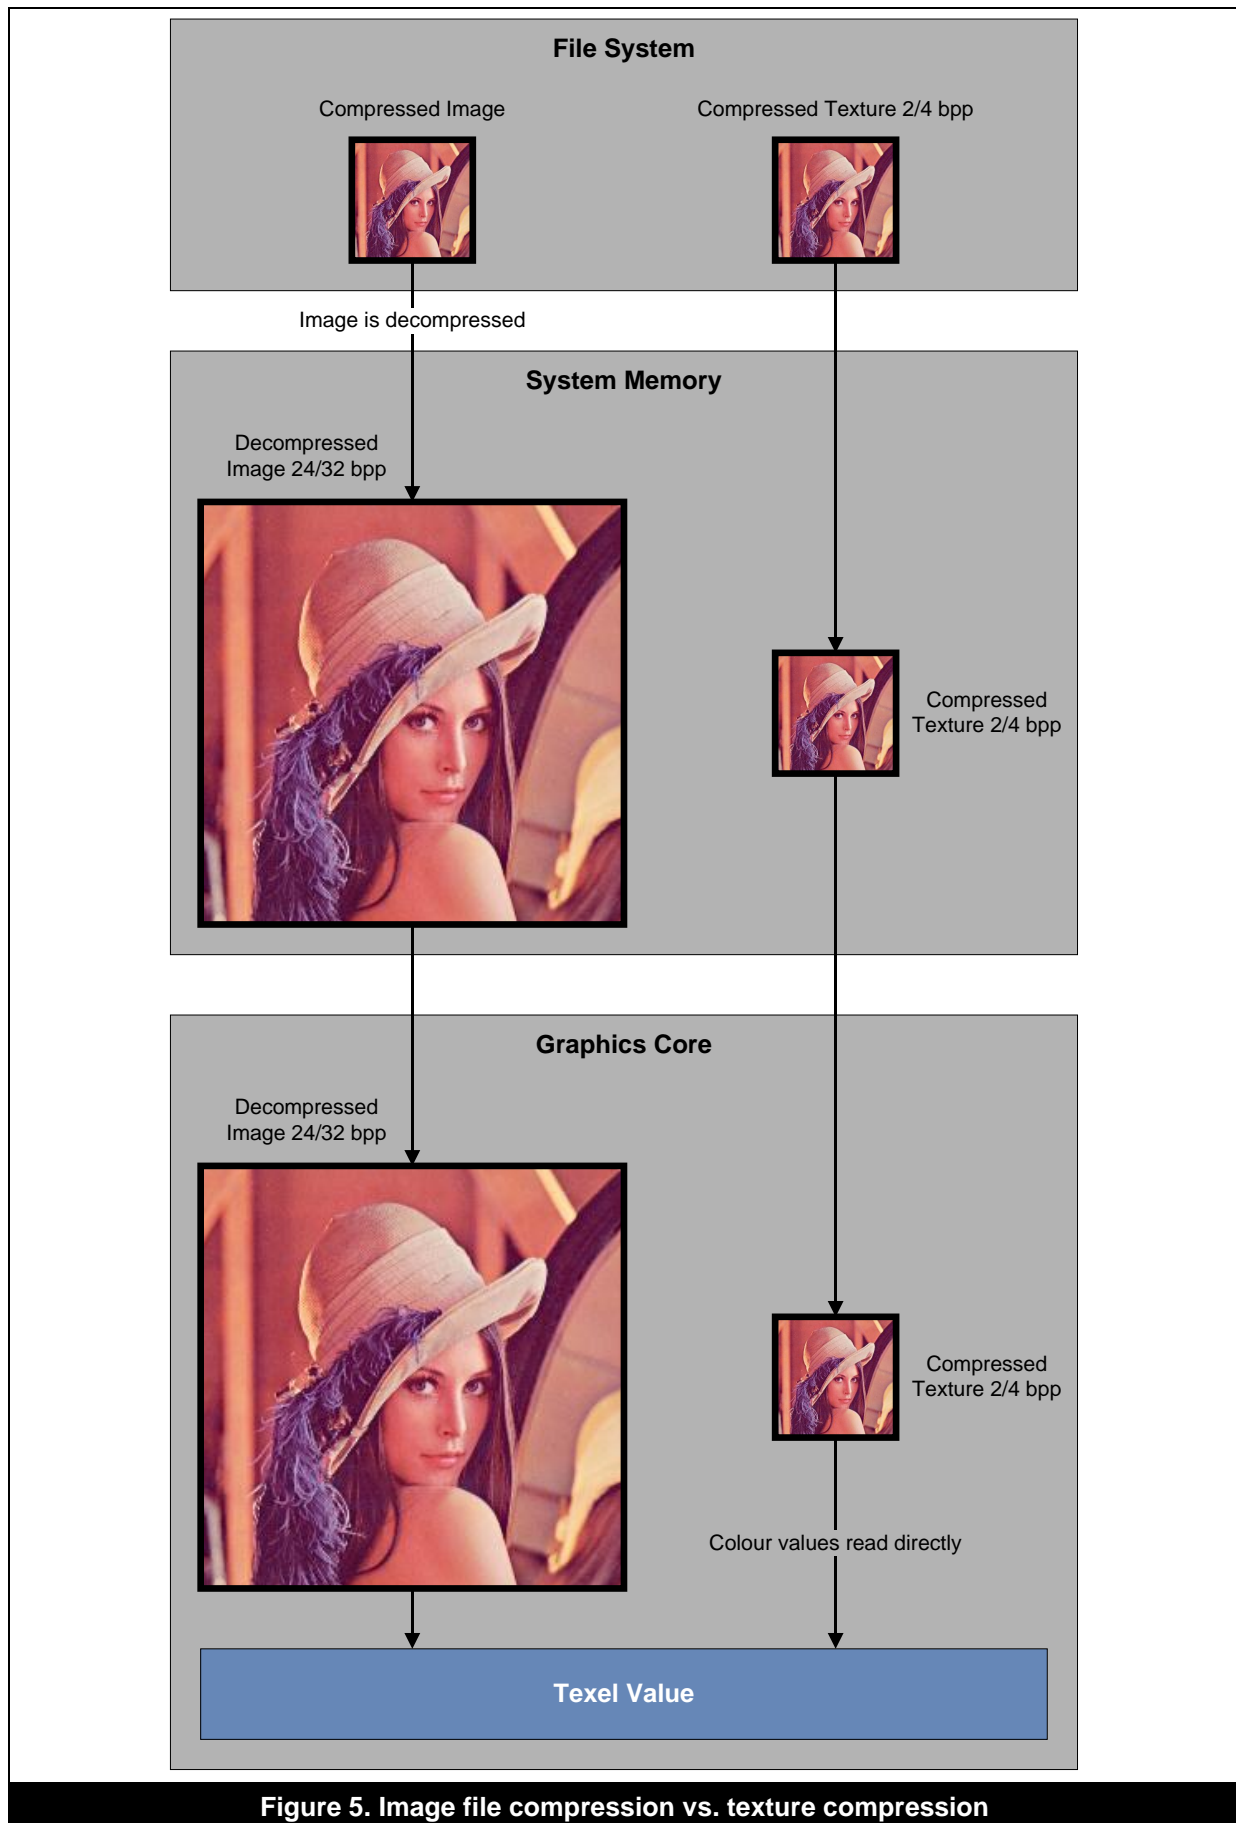 File System
Compressed Image
Compressed Texture 2/4 bpp
Image is decompressed
System Memory
Decompressed
Image 24/32 bpp
Compressed
Texture 2/4 bpp
Graphics Core
Decompressed
Image 24/32 bpp
Compressed
Texture 2/4 bpp
Colour values read directly
Texel Value
Figure 5. Image file compression vs. texture compression